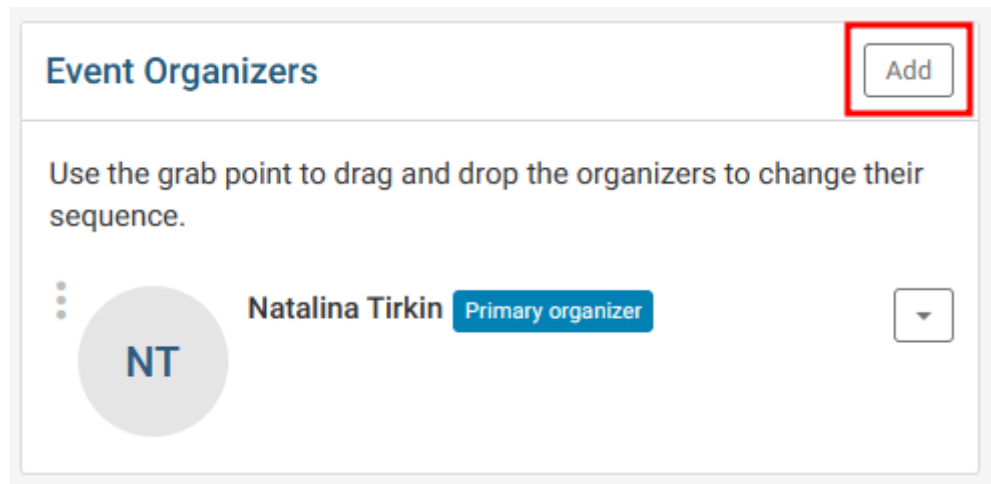 Event Organizers Add
Use the grab point to drag and drop the organizers to change their
sequence.
Natalina Tirkin Primary organizer
NT